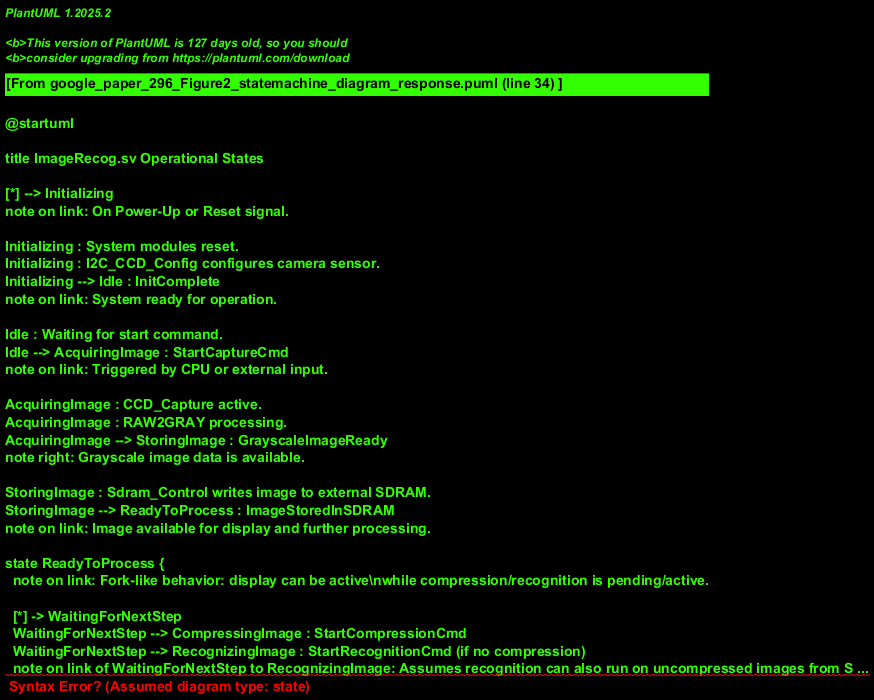 PlantUML 1.2025.2
<b>This version of PlantUML is 127 days old, so you should
<b>consider upgrading from https://plantuml.com/download
[From google_paper_296_Figure2_statemachine_diagram_response.puml (line 34) ]
@startuml
title ImageRecog.sv Operational States
[*] --> Initializing
note on link: On Power-Up or Reset signal.
Initializing : System modules reset.
Initializing : I2C_CCD_Config configures camera sensor.
Initializing --> Idle : InitComplete
note on link: System ready for operation.
Idle : Waiting for start command.
Idle --> AcquiringImage : StartCaptureCmd
note on link: Triggered by CPU or external input.
AcquiringImage : CCD_Capture active.
AcquiringImage : RAW2GRAY processing.
AcquiringImage --> StoringImage : GrayscaleImageReady
note right: Grayscale image data is available.
StoringImage : Sdram_Control writes image to external SDRAM.
StoringImage --> ReadyToProcess : ImageStoredInSDRAM
note on link: Image available for display and further processing.
state ReadyToProcess {
note on link: Fork-like behavior: display can be active\nwhile compression/recognition is pending/active.
[*] -> WaitingForNextStep
WaitingForNextStep --> CompressingImage : StartCompressionCmd
WaitingForNextStep --> RecognizingImage : StartRecognitionCmd (if no compression)
note on link of WaitingForNextStep to RecognizingImage: Assumes recognition can also run on uncompressed images from S ...
Syntax Error? (Assumed diagram type: state)